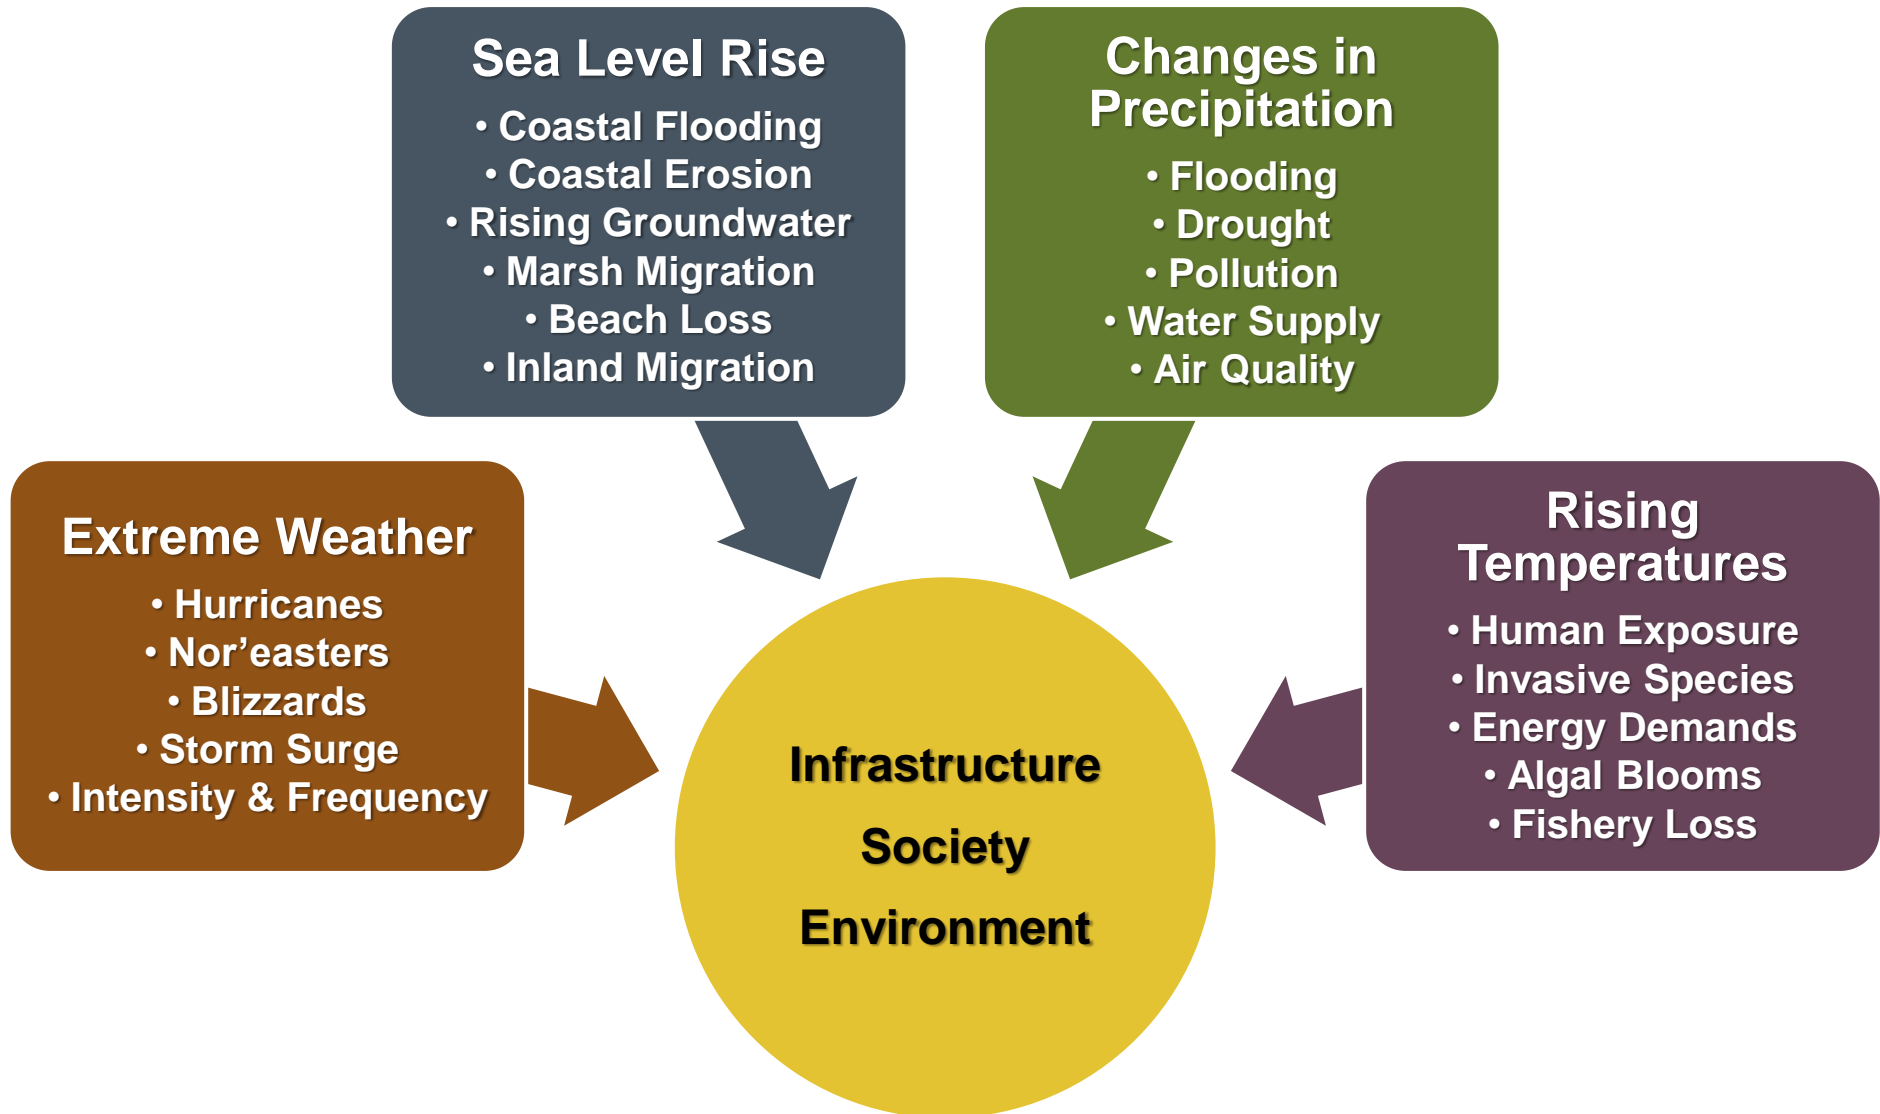 Sea Level Rise
• Coastal Flooding
• Coastal Erosion
• Rising Groundwater
• Marsh Migration
• Beach Loss
• Inland Migration
Changes in
Precipitation
• Flooding
• Drought
• Pollution
• Water Supply
• Air Quality
Extreme Weather
• Hurricanes
• Nor’easters
• Blizzards
• Storm Surge
• Intensity & Frequency
Rising
Temperatures
• Human Exposure
• Invasive Species
• Energy Demands
• Algal Blooms
• Fishery Loss
Infrastructure
Society
Environment